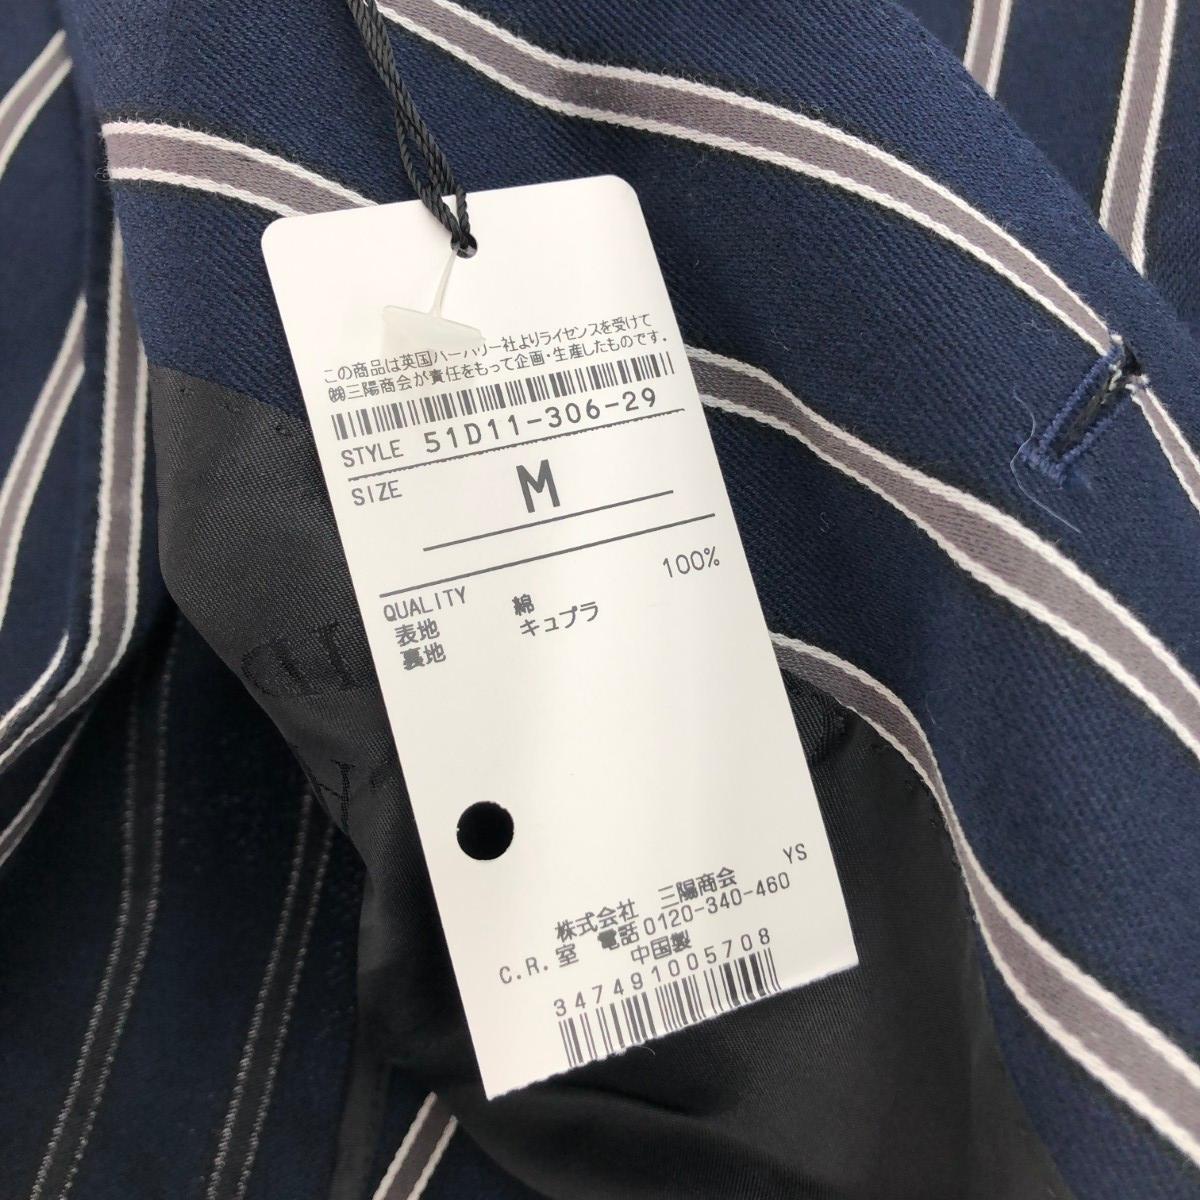 この商品は英国バーバリー社よりライセンスを受けて
㈱三陽商会が責任をもって企画・生産したものです.
STYLE 51D11-306-29
SIZE M
QUALITY
表地 綿 100%
裏地 キュプラ
YS
株式会社 三陽商会
C.R.室 電話0120-340-460
中国製
347491005708